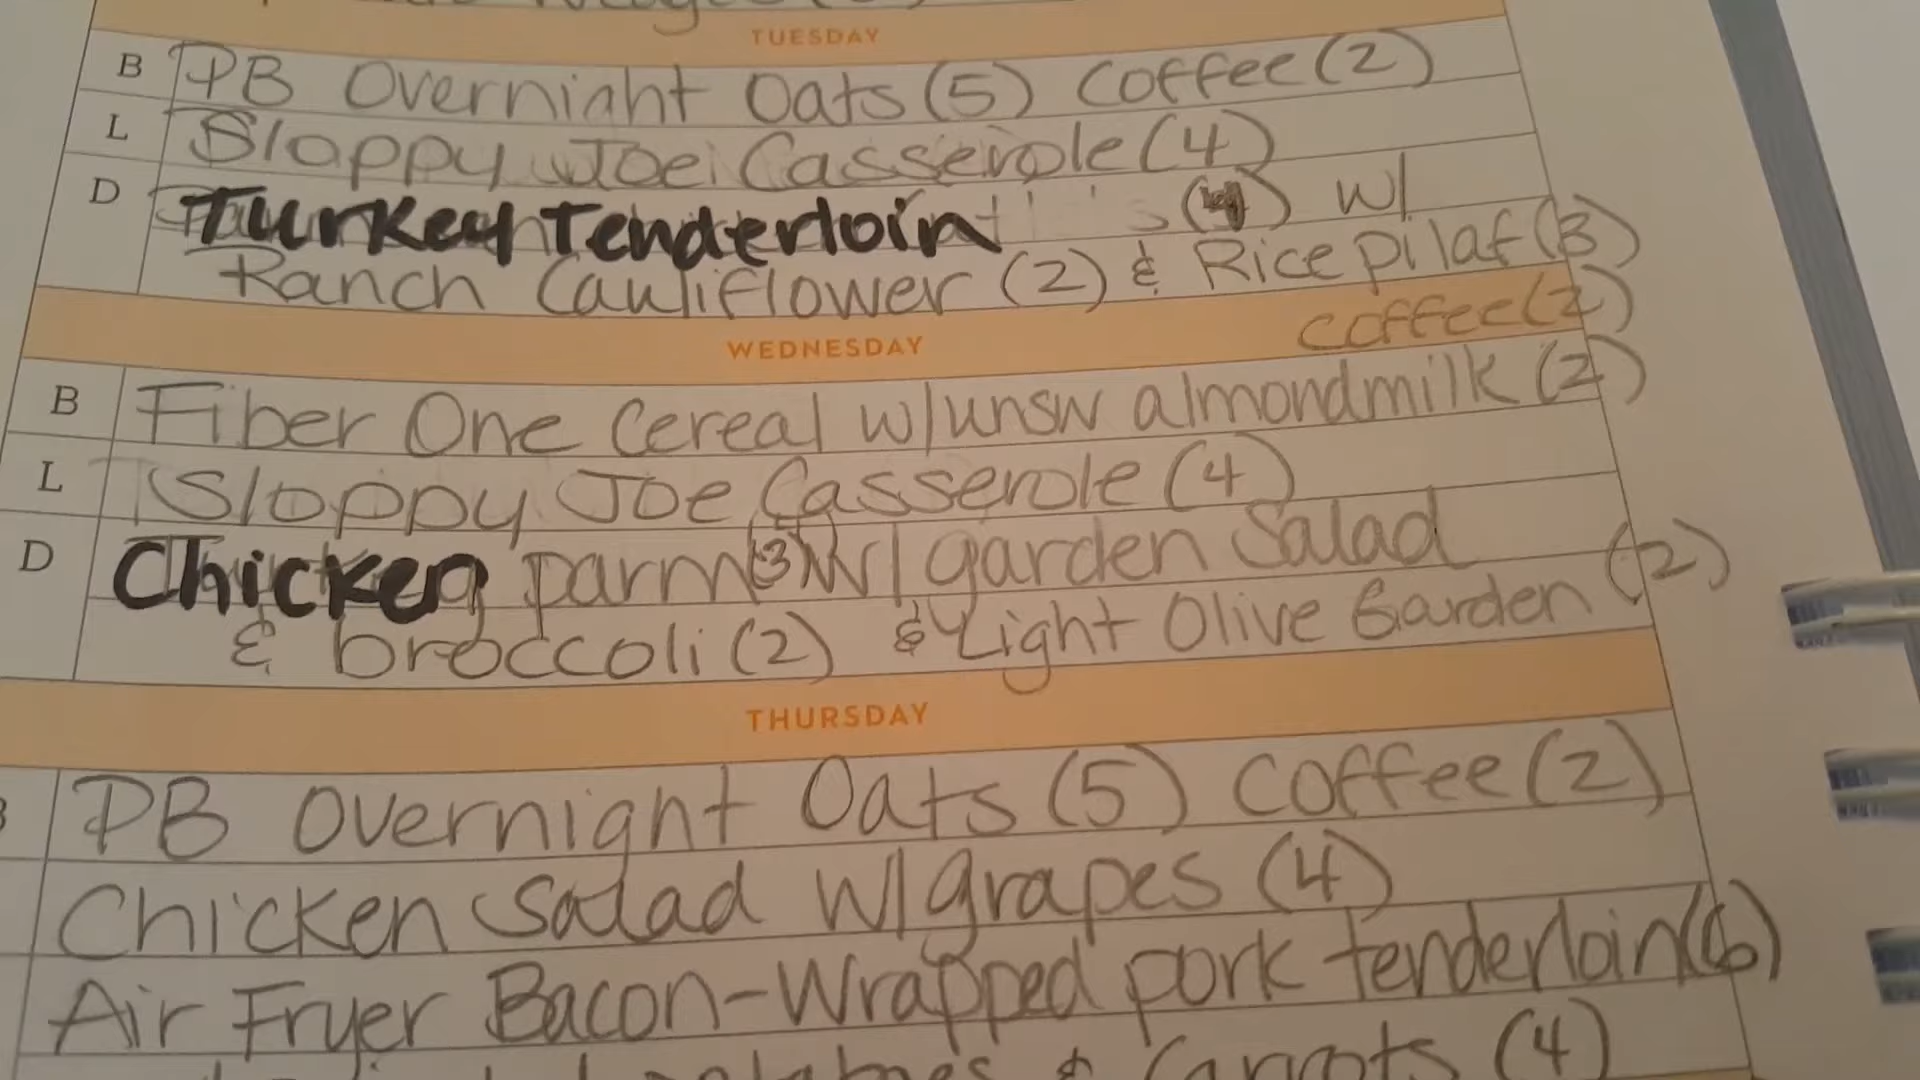 TUESDAY
B PB Overnight Oats (5) Coffee (2)
L Sloppy Joe Casserole (4)
D Turkey Tenderloin (4) w/
Ranch Cauliflower (2) & Rice pilaf (3)
WEDNESDAY
coffee (2)
B Fiber One Cereal w/unsw almondmilk (2)
L Sloppy Joe Casserole (4)
D Chicken parm (3) w/ garden Salad
& broccoli (2) & Light Olive Garden (2)
THURSDAY
PB Overnight Oats (5) Coffee (2)
Chicken Salad w/grapes (4)
Air Fryer Bacon-Wrapped pork tenderloin (6)
& Carrots (4)